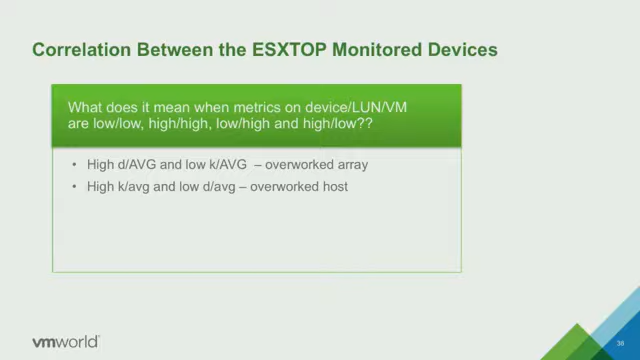 Correlation Between the ESXTOP Monitored Devices
What does it mean when metrics on device/LUN/VM
are low/low, high/high, low/high and high/low??
• High d/AVG and low k/AVG – overworked array
• High k/avg and low d/avg – overworked host
vmworld
38